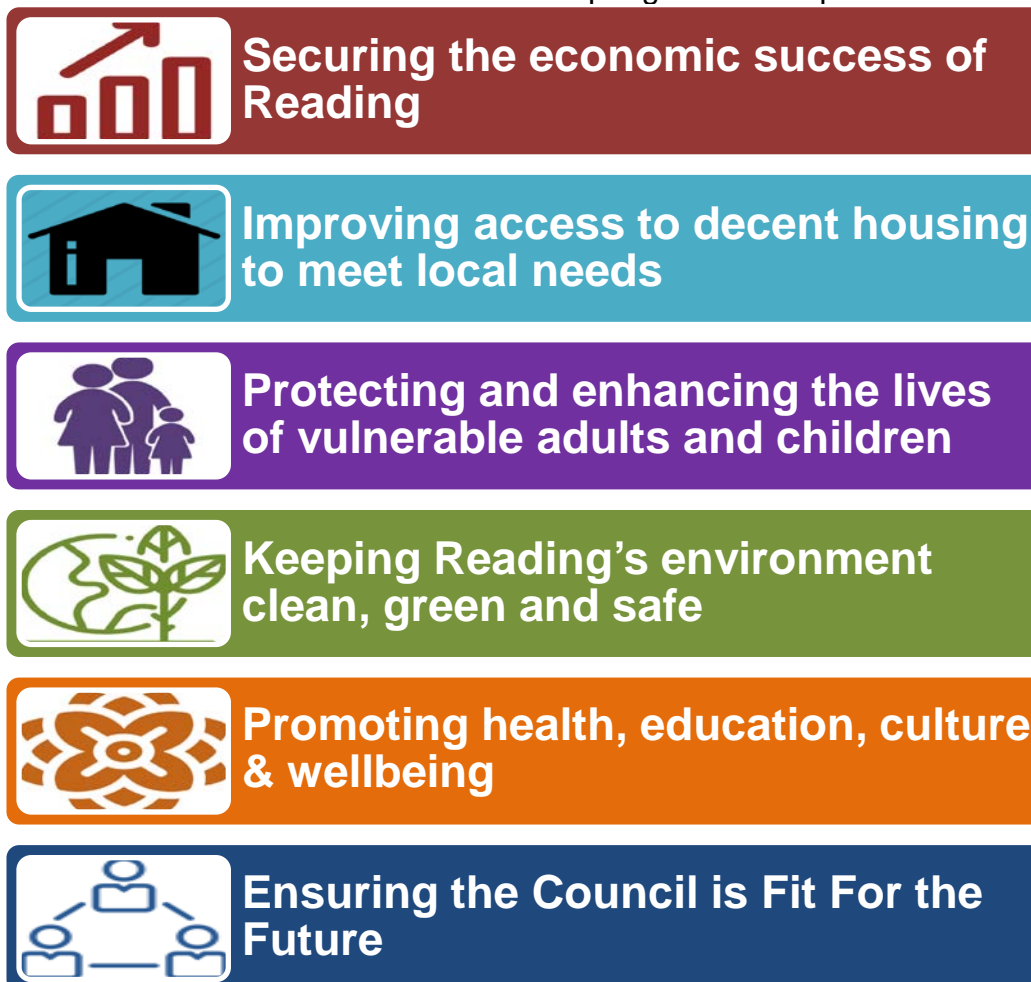 Securing the economic success of
Reading
Improving access to decent housing
to meet local needs
Protecting and enhancing the lives
of vulnerable adults and children
Keeping Reading’s environment
clean, green and safe
Promoting health, education, culture
& wellbeing
Ensuring the Council is Fit For the
Future